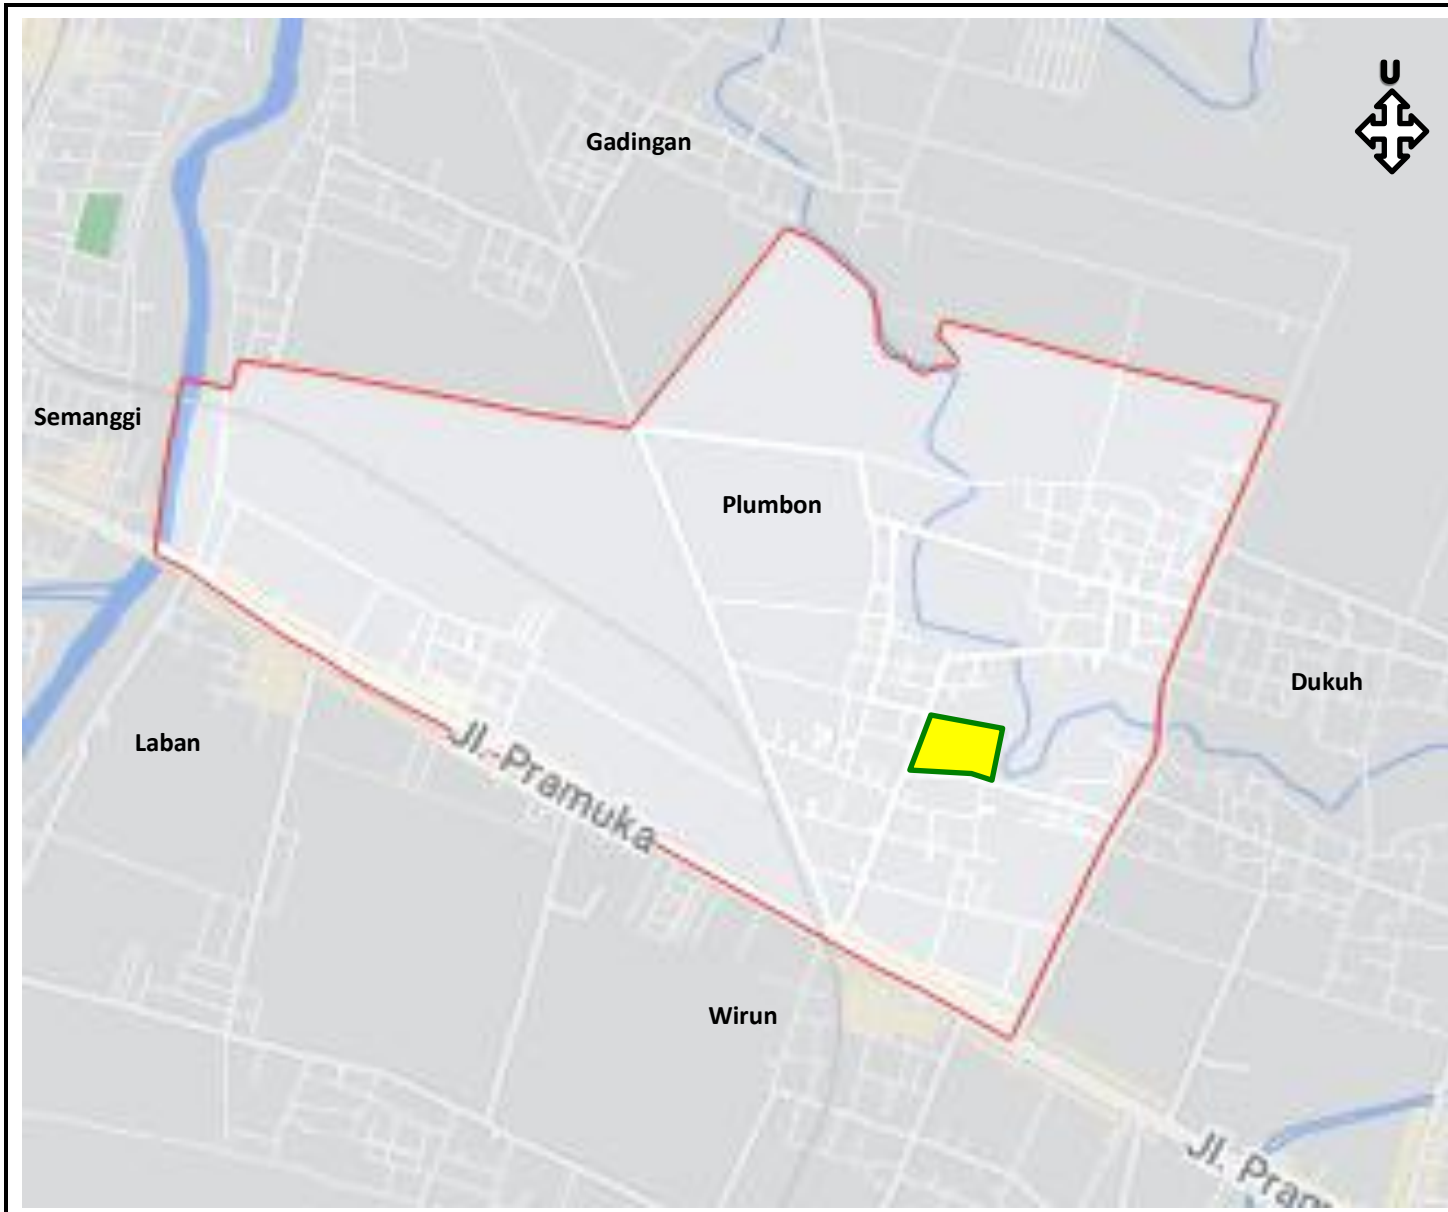 U
Gadingan
Semanggi
Plumbon
Dukuh
Laban
Jl. Pramuka
Wirun
Jl. Pram